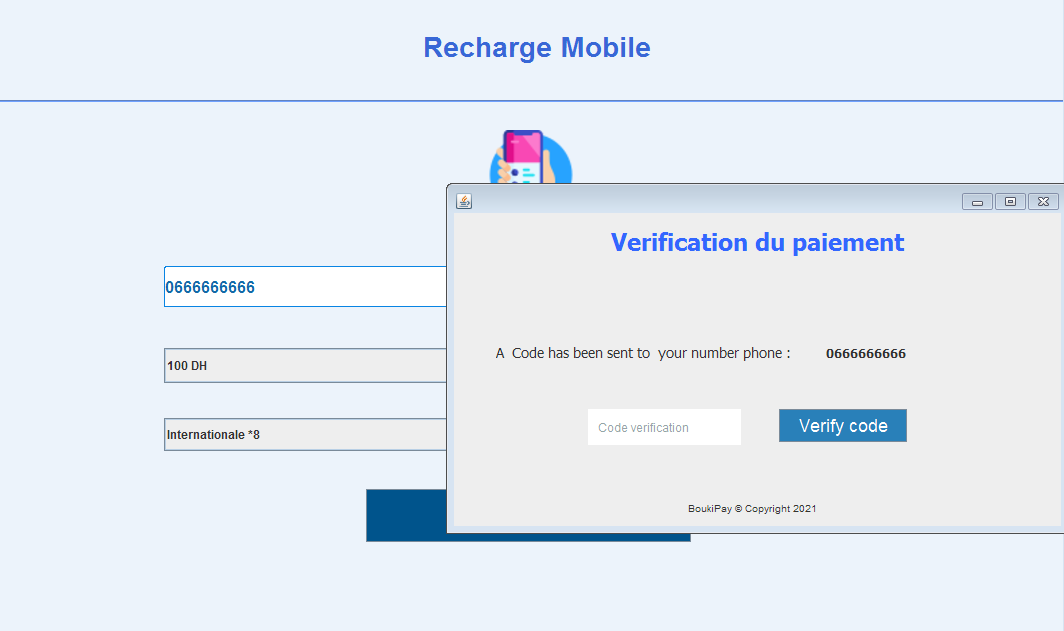 Recharge Mobile
Verification du paiement
0666666666
A Code has been sent to your number phone : 0666666666
100 DH
Code verification
Verify code
Internationale *8
BoukiPay © Copyright 2021